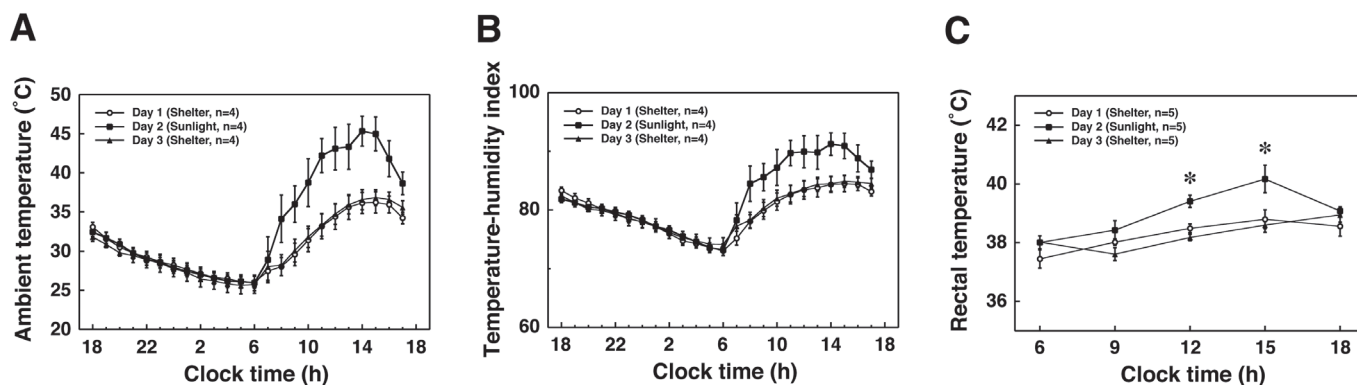 A
Ambient temperature (˚C)
50
45
40
35
30
25
20
Day 1 (Shelter, n=4)
Day 2 (Sunlight, n=4)
Day 3 (Shelter, n=4)
18 22 2 6 10 14 18
Clock time (h)
B
Temperature-humidity index
100
80
60
Day 1 (Shelter, n=4)
Day 2 (Sunlight, n=4)
Day 3 (Shelter, n=4)
18 22 2 6 10 14 18
Clock time (h)
C
Rectal temperature (˚C)
42
40
38
36
Day 1 (Shelter, n=5)
Day 2 (Sunlight, n=5)
Day 3 (Shelter, n=5)
*
*
6 9 12 15 18
Clock time (h)